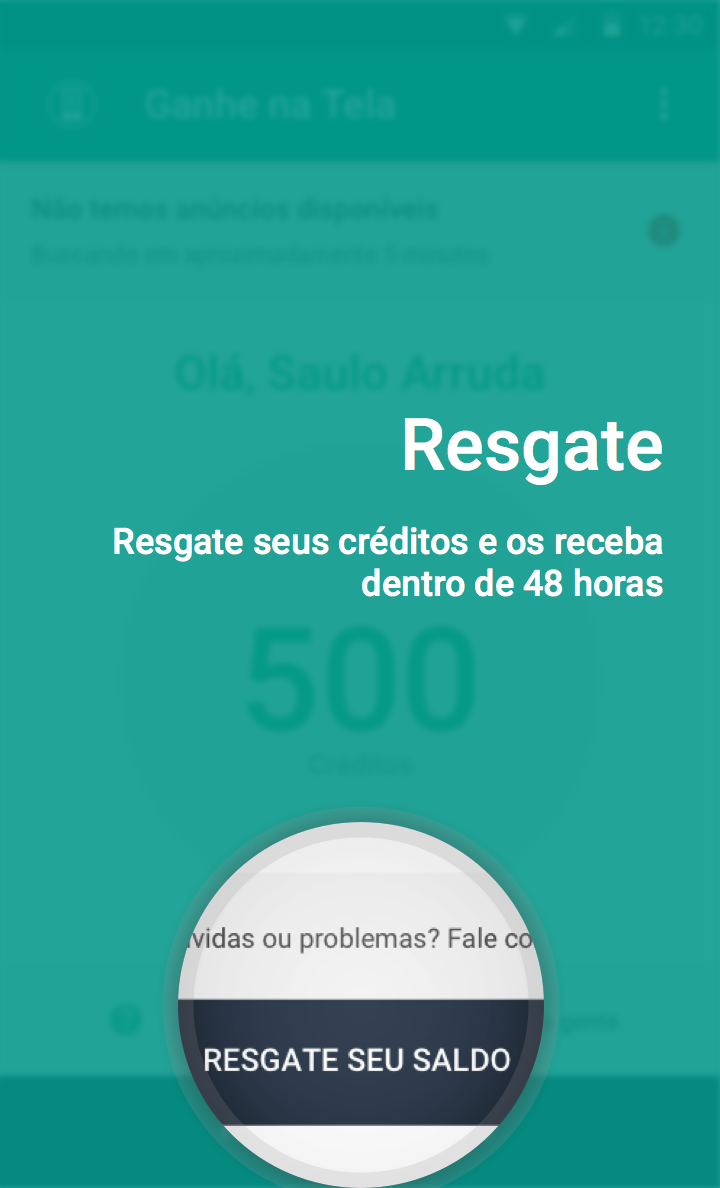 12:30
Ganhe na Tela
Não temos anúncios disponíveis
Buscando em aproximadamente 5 minutos
Olá, Saulo Arruda
Resgate
Resgate seus créditos e os receba
dentro de 48 horas
500
Créditos
vidas ou problemas? Fale co
gente
RESGATE SEU SALDO